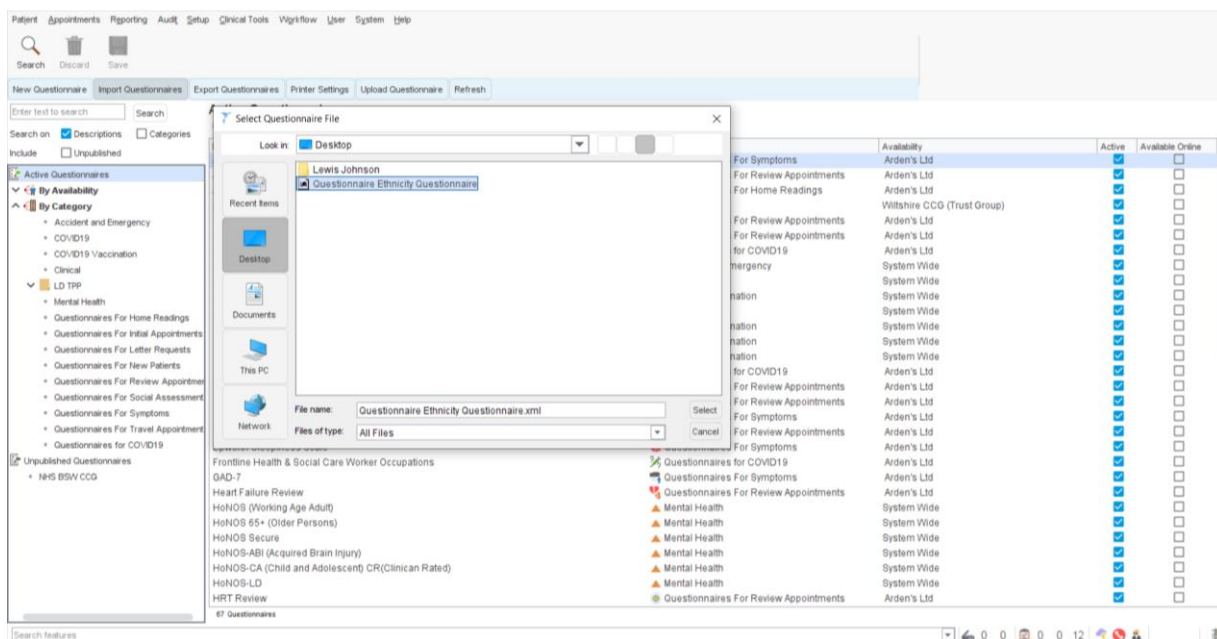 Patient Appointments Reporting Audit Setup Clinical Tools Workflow User System Help
Search Discard Save
New Questionnaire Import Questionnaires Export Questionnaires Printer Settings Upload Questionnaire Refresh
Enter text to search Search
Search on Descriptions Categories
Include Unpublished
Active Questionnaires
By Availability
By Category
Accident and Emergency
COVID19
COVID19 Vaccination
Clinical
LD TPP
Mental Health
Questionnaires For Home Readings
Questionnaires For Initial Appointments
Questionnaires For Letter Requests
Questionnaires For New Patients
Questionnaires For Review Appointmer
Questionnaires For Social Assessment
Questionnaires For Symptoms
Questionnaires For Travel Appointment
Questionnaires for COVID19
Unpublished Questionnaires
NHS BSW CCG
Select Questionnaire File
Look in: Desktop
Recent Items
Desktop
Documents
This PC
Network
Lewis Johnson
Questionnaire Ethnicity Questionnaire
File name: Questionnaire Ethnicity Questionnaire.xml Select
Files of type: All Files Cancel
Availability Active Available Online
For Symptoms Arden's Ltd
For Review Appointments Arden's Ltd
For Home Readings Arden's Ltd
Wiltshire CCG (Trust Group)
For Review Appointments Arden's Ltd
For Review Appointments Arden's Ltd
for COVID19 Arden's Ltd
mergency System Wide
System Wide
nation System Wide
System Wide
nation System Wide
nation System Wide
nation System Wide
for COVID19 Arden's Ltd
For Review Appointments Arden's Ltd
For Review Appointments Arden's Ltd
For Symptoms Arden's Ltd
For Review Appointments Arden's Ltd
Questionnaires For Symptoms Arden's Ltd
Frontline Health & Social Care Worker Occupations Questionnaires for COVID19 Arden's Ltd
GAD-7 Questionnaires For Symptoms Arden's Ltd
Heart Failure Review Questionnaires For Review Appointments Arden's Ltd
HoNOS (Working Age Adult) Mental Health System Wide
HoNOS 65+ (Older Persons) Mental Health System Wide
HoNOS Secure Mental Health System Wide
HoNOS-ABI (Acquired Brain Injury) Mental Health System Wide
HoNOS-CA (Child and Adolescent) CR(Clinican Rated) Mental Health System Wide
HoNOS-LD Mental Health System Wide
HRT Review Questionnaires For Review Appointments Arden's Ltd
67 Questionnaires
Search features 0 0 0 0 12